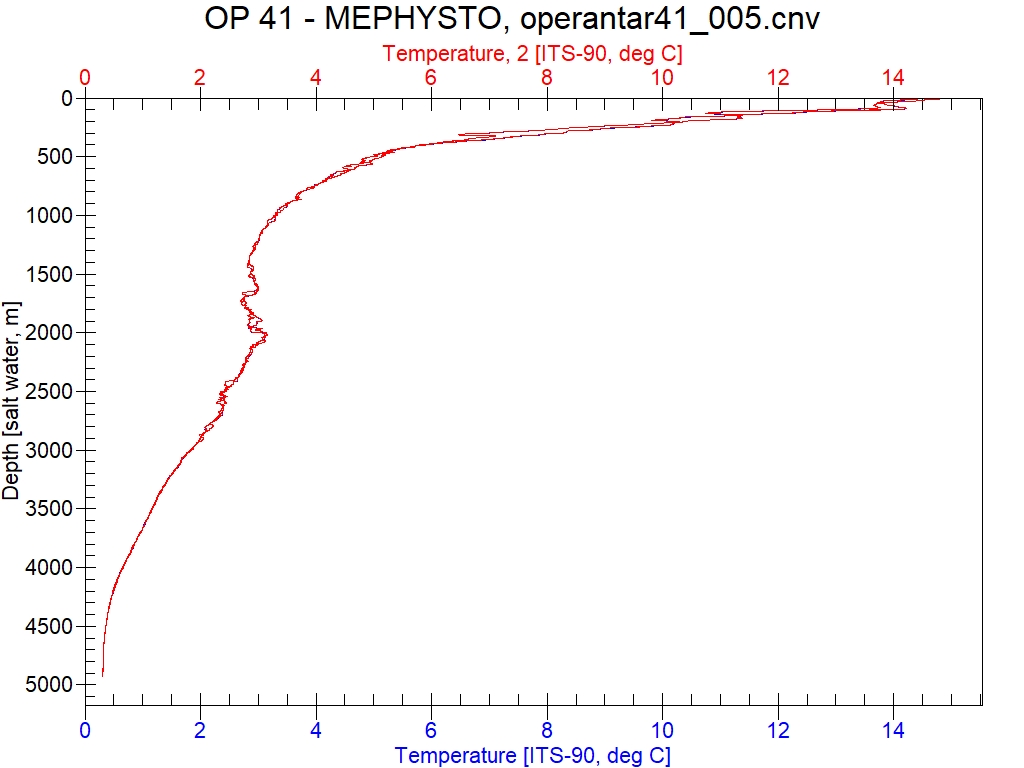 OP 41 - MEPHYSTO, operantar41_005.cnv
Temperature, 2 [ITS-90, deg C]
0 2 4 6 8 10 12 14
0
500
1000
1500
2000
2500
3000
3500
4000
4500
5000
Depth [salt water, m]
0 2 4 6 8 10 12 14
Temperature [ITS-90, deg C]